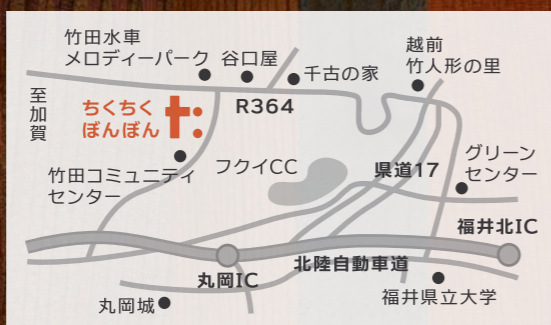 竹田水車
メロディーパーク
谷口屋
千古の家
越前
竹人形の里
至加賀
ちくちく
ぼんぼん
R364
竹田コミュニティ
センター
フクイCC
県道17
グリーン
センター
福井北IC
丸岡IC
北陸自動車道
丸岡城
福井県立大学